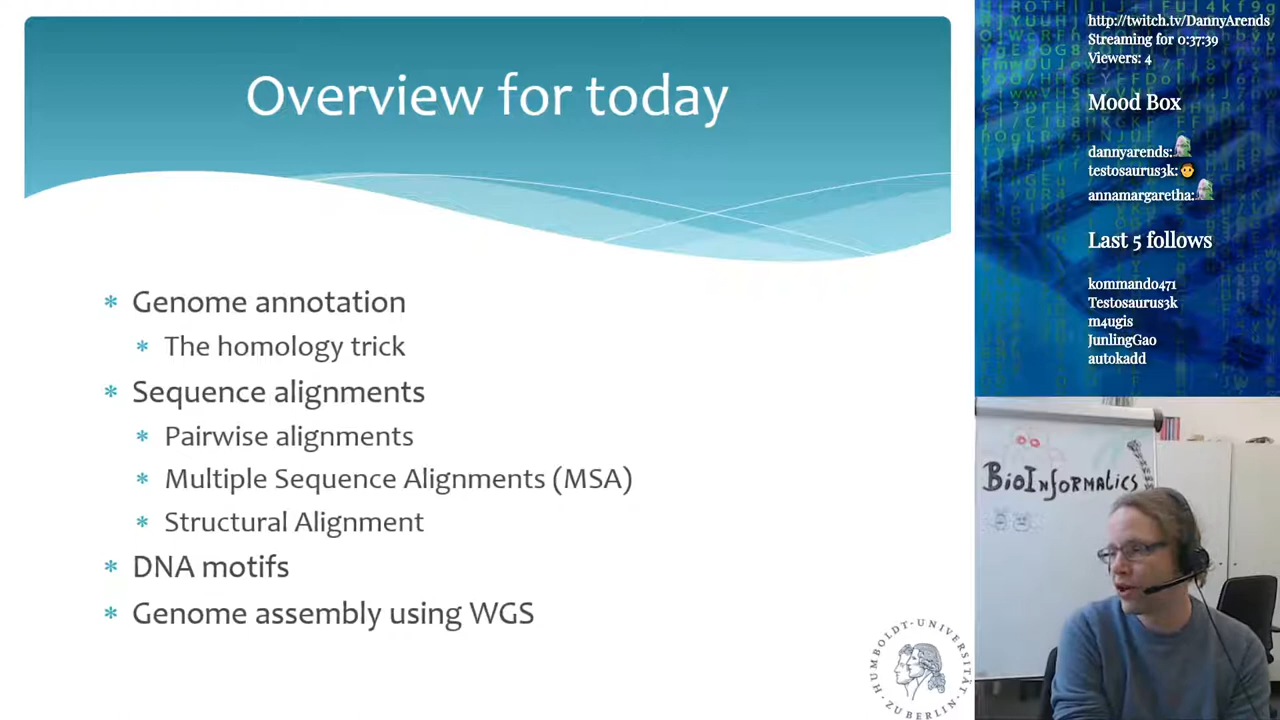 Overview for today
Genome annotation
The homology trick
Sequence alignments
Pairwise alignments
Multiple Sequence Alignments (MSA)
Structural Alignment
DNA motifs
Genome assembly using WGS
HUMBOLDT-UNIVERSITÄT
ZU BERLIN
http://twitch.tv/DannyArends
Streaming for 0:37:39
Viewers: 4
Mood Box
dannyarends:
testosaurus3k:
annamargaretha:
Last 5 follows
kommando471
Testosaurus3k
m4ugis
JunlingGao
autokadd
BioInformatics